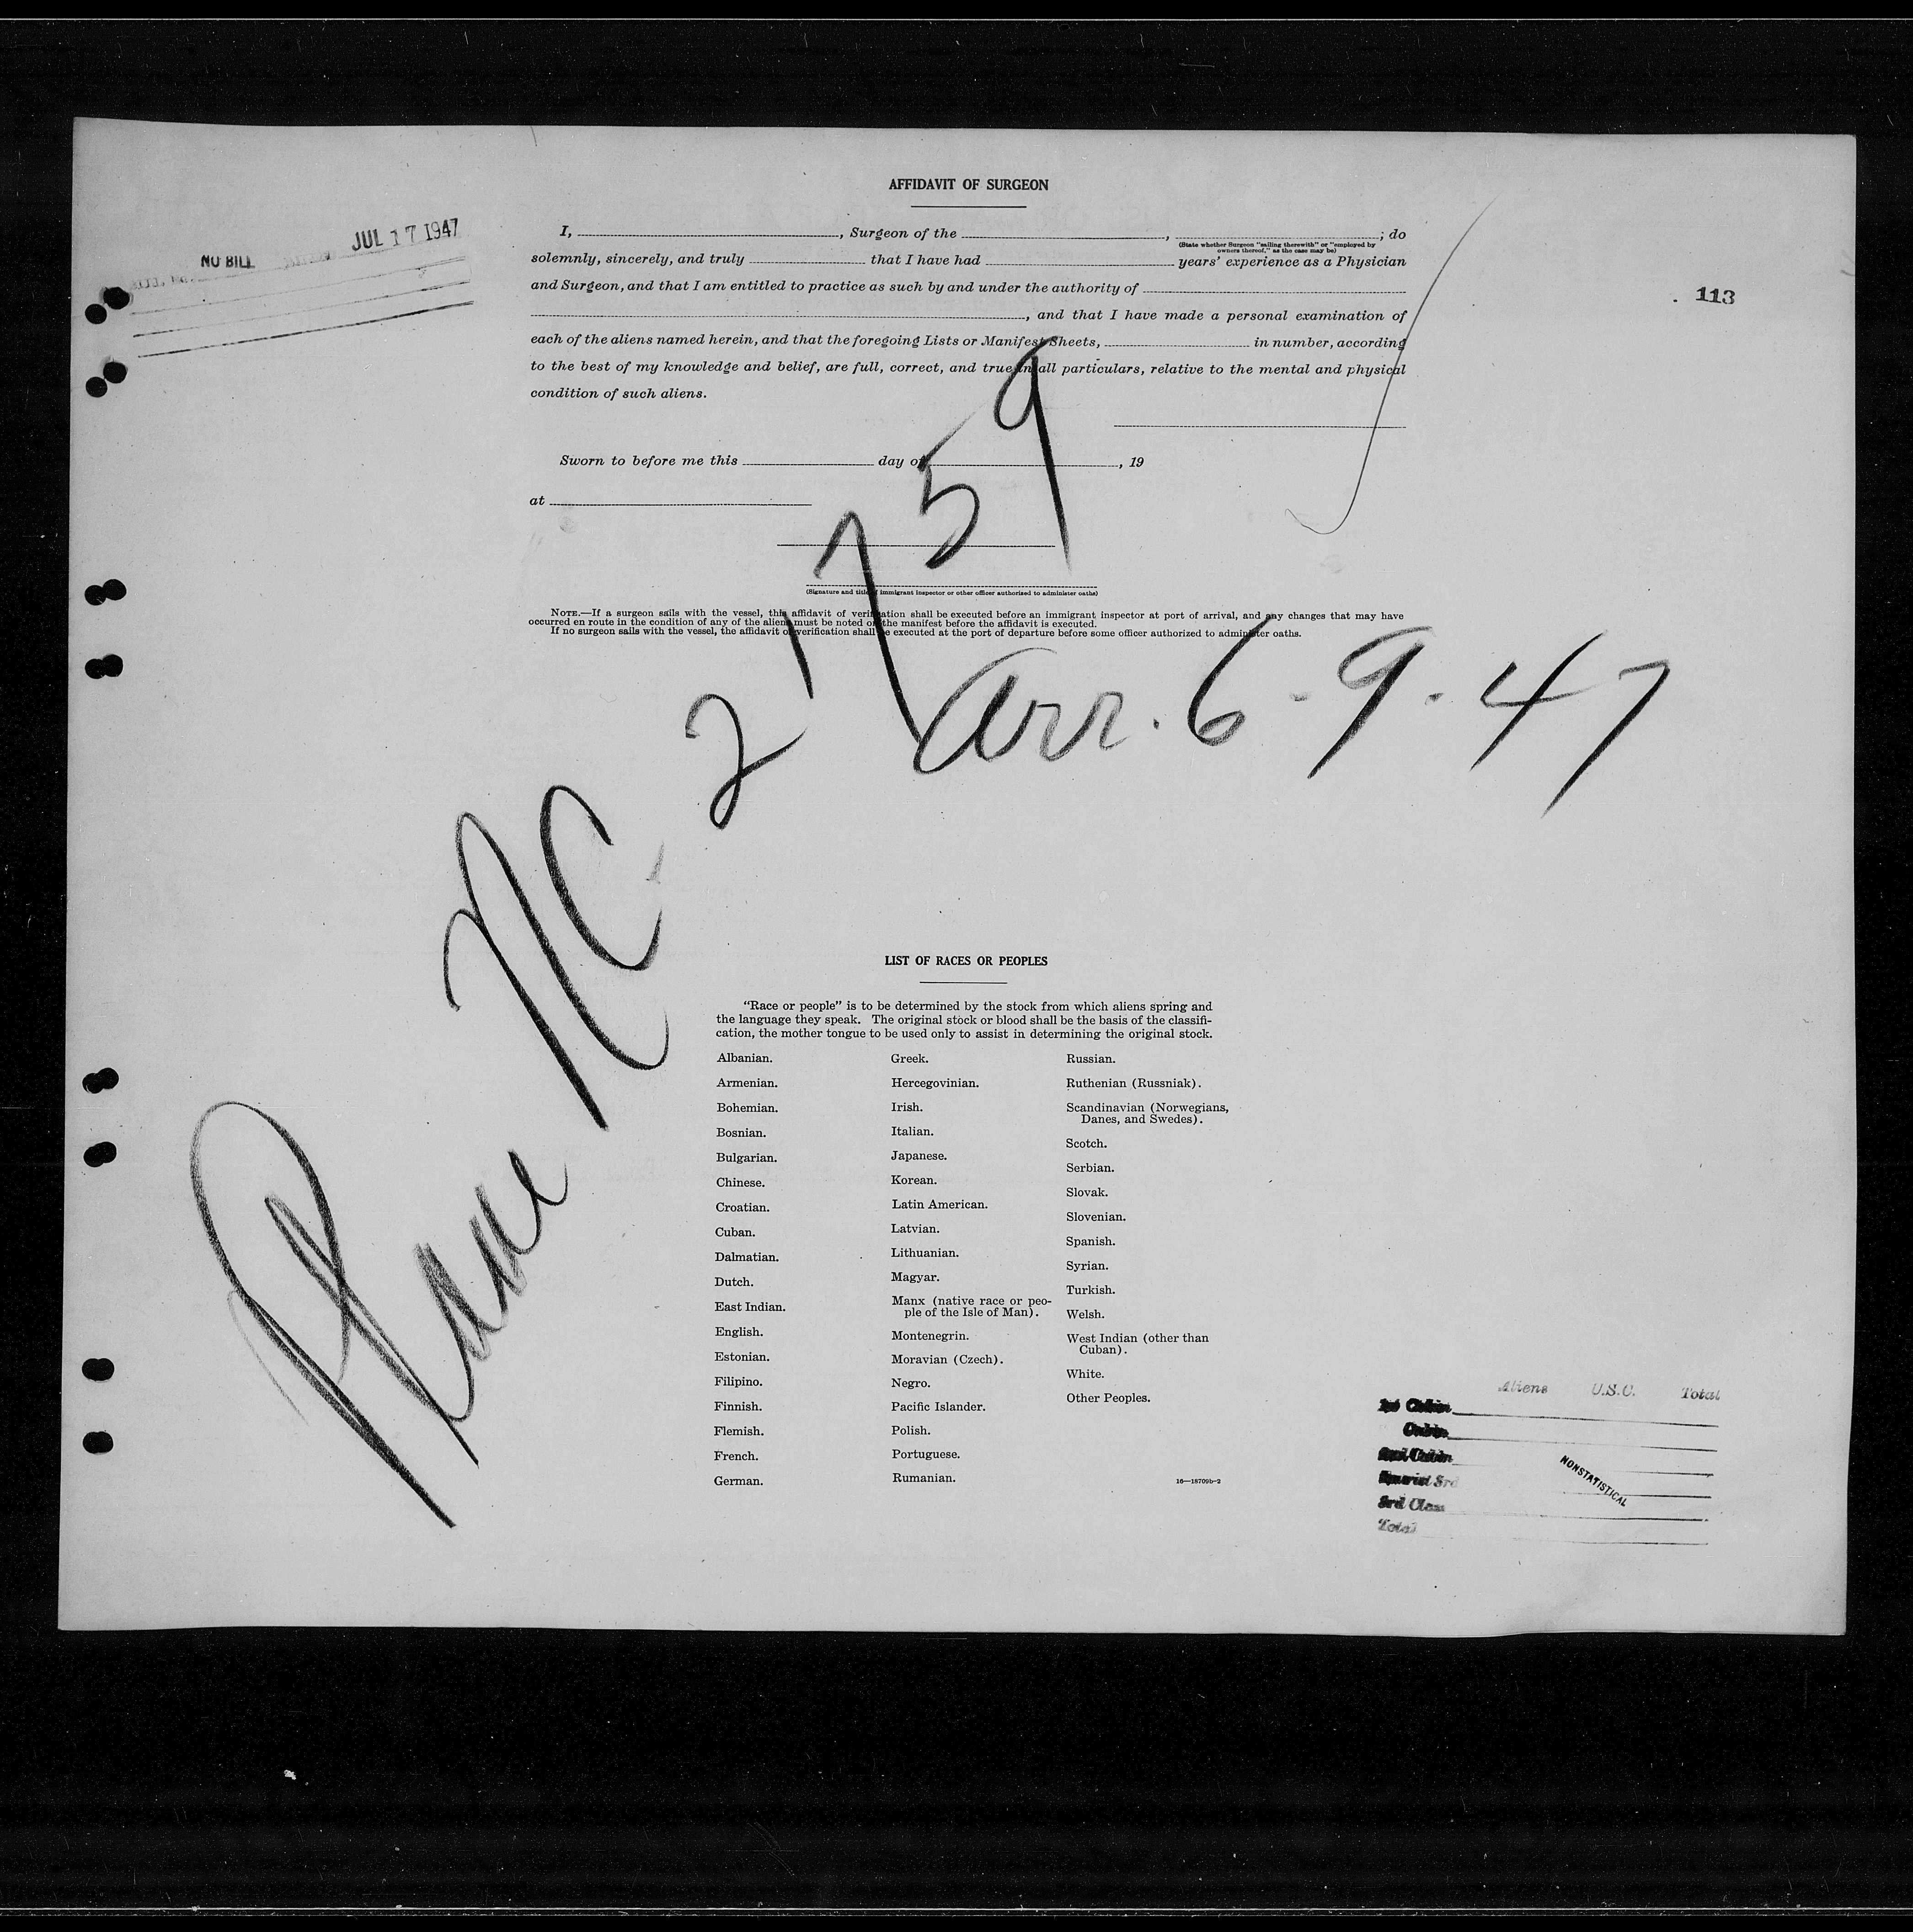 AFFIDAVIT OF SURGEON
JUL 17 1947
NO BILL
113
I, , Surgeon of the , ; do
(State whether Surgeon "sailing therewith" or "employed by
owners thereof," as the case may be)
solemnly, sincerely, and truly that I have had years' experience as a Physician
and Surgeon, and that I am entitled to practice as such by and under the authority of
, and that I have made a personal examination of
each of the aliens named herein, and that the foregoing Lists or Manifest Sheets, in number, according
to the best of my knowledge and belief, are full, correct, and true in all particulars, relative to the mental and physical
condition of such aliens.
Sworn to before me this day of , 19
at
(Signature and title of immigrant inspector or other officer authorized to administer oaths)
NOTE.—If a surgeon sails with the vessel, this affidavit of verification shall be executed before an immigrant inspector at port of arrival, and any changes that may have
occurred en route in the condition of any of the aliens must be noted on the manifest before the affidavit is executed.
If no surgeon sails with the vessel, the affidavit of verification shall be executed at the port of departure before some officer authorized to administer oaths.
Plane NC 21759
Arr. 6-9-47
LIST OF RACES OR PEOPLES
"Race or people" is to be determined by the stock from which aliens spring and
the language they speak. The original stock or blood shall be the basis of the classifi-
cation, the mother tongue to be used only to assist in determining the original stock.
Albanian.
Armenian.
Bohemian.
Bosnian.
Bulgarian.
Chinese.
Croatian.
Cuban.
Dalmatian.
Dutch.
East Indian.
English.
Estonian.
Filipino.
Finnish.
Flemish.
French.
German.
Greek.
Hercegovinian.
Irish.
Italian.
Japanese.
Korean.
Latin American.
Latvian.
Lithuanian.
Magyar.
Manx (native race or peo-
ple of the Isle of Man).
Montenegrin.
Moravian (Czech).
Negro.
Pacific Islander.
Polish.
Portuguese.
Rumanian.
Russian.
Ruthenian (Russniak).
Scandinavian (Norwegians,
Danes, and Swedes).
Scotch.
Serbian.
Slovak.
Slovenian.
Spanish.
Syrian.
Turkish.
Welsh.
West Indian (other than
Cuban).
White.
Other Peoples.
16—18709b-2
Aliens U.S.C. Total
1st Cabin
Cabin
Cabin
Tourist 3rd
3rd Class
Total
NONSTATISTICAL